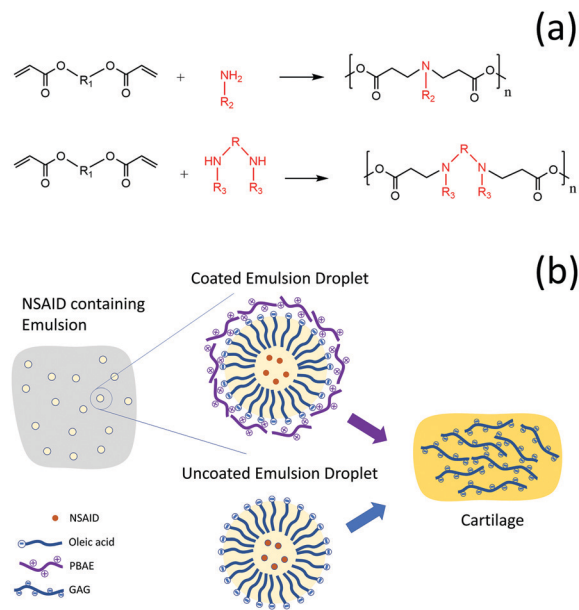 (a)
O R₁ O O O + NH₂ R₂ O O N R₂ O O n
O R₁ O O O + R HN NH R₃ R₃ O O R N N R₃ R₃ O O n
(b)
Coated Emulsion Droplet
NSAID containing
Emulsion
Uncoated Emulsion Droplet
Cartilage
NSAID
Oleic acid
PBAE
GAG